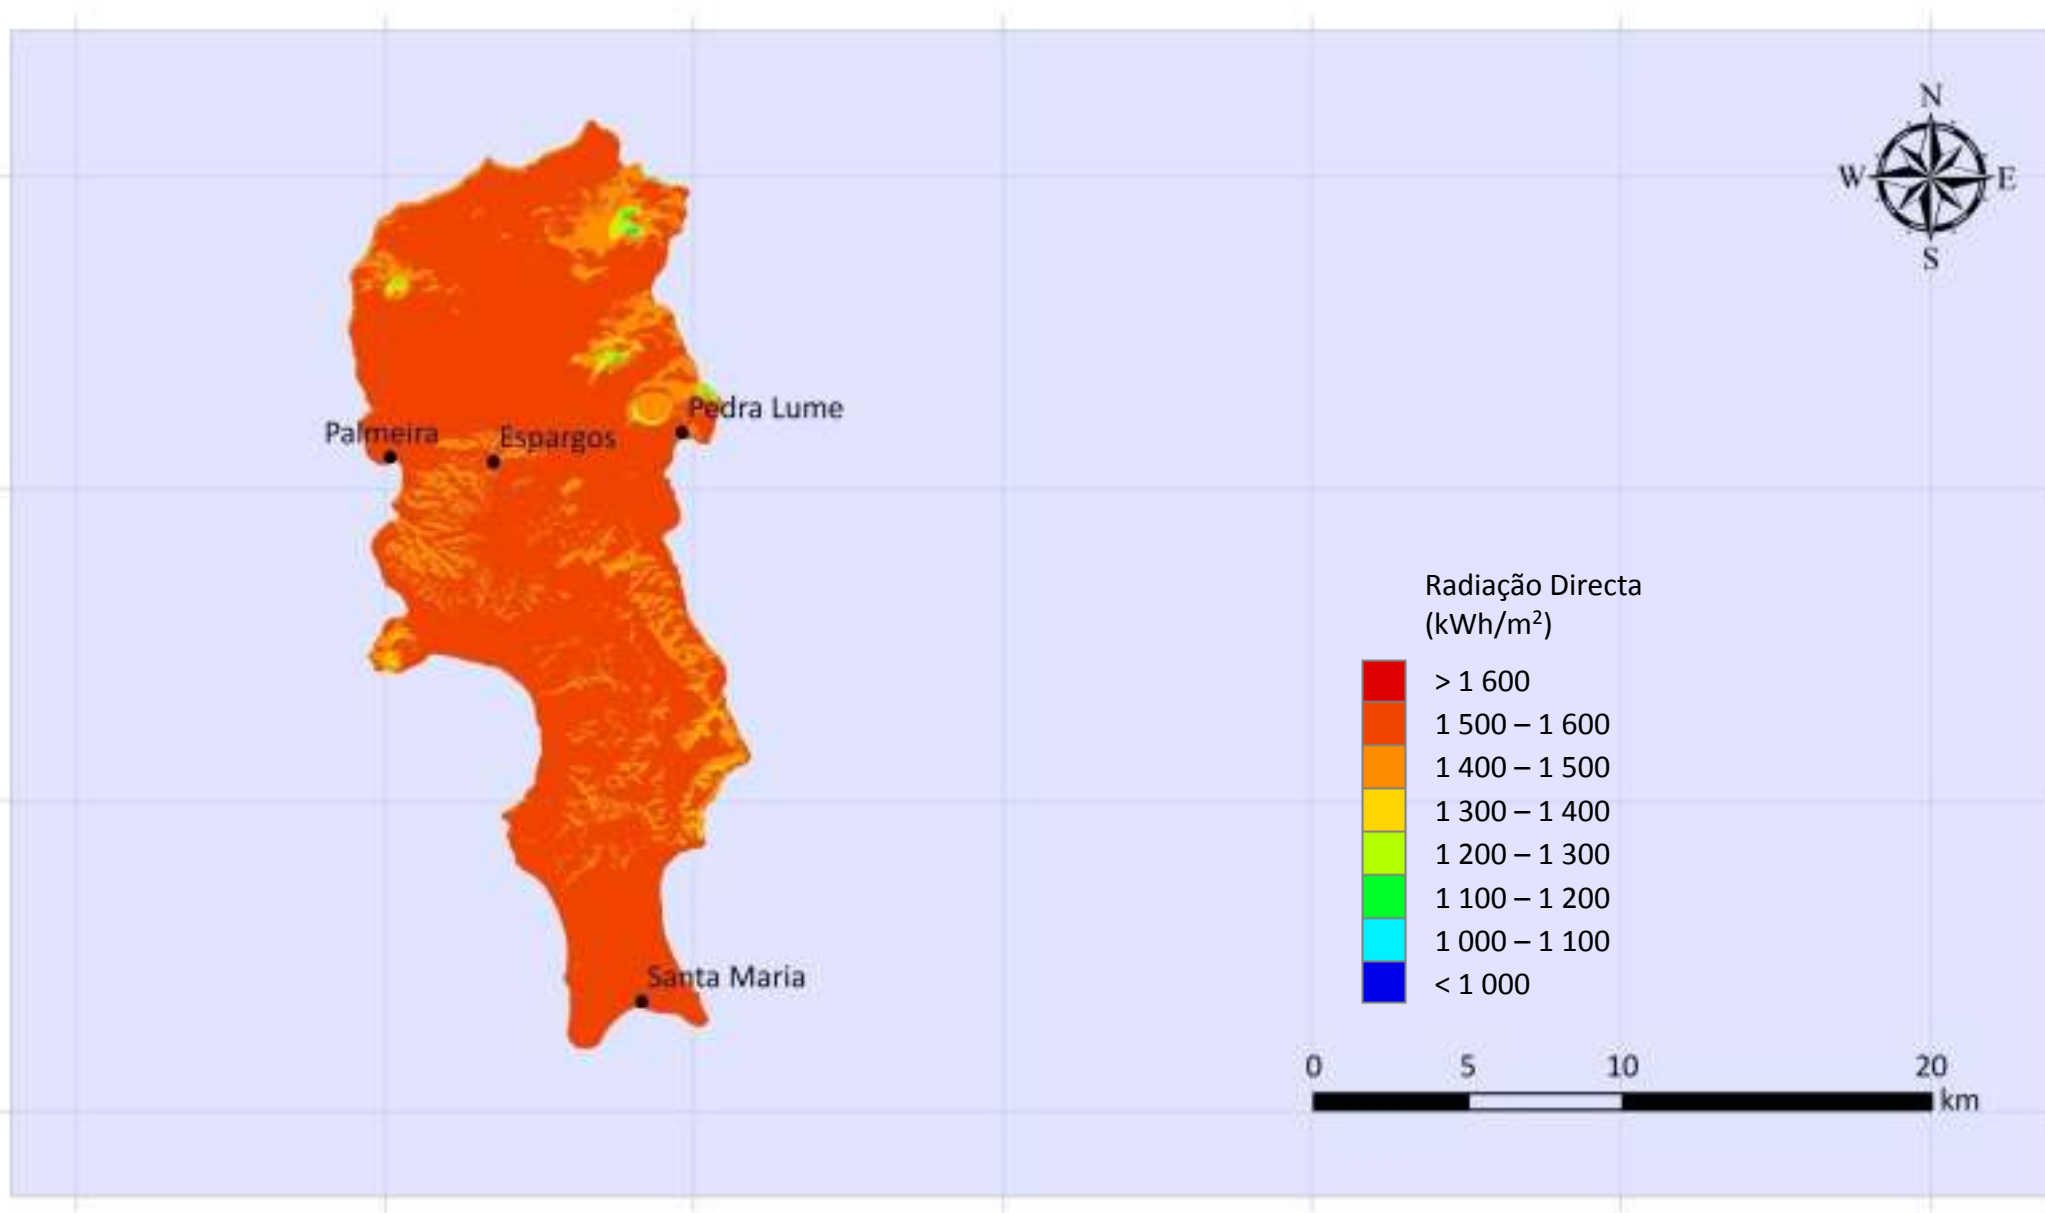 N
W
E
S
Pedra Lume
Palmeira
Espargos
Santa Maria
Radiação Directa
(kWh/m²)
> 1 600
1 500 – 1 600
1 400 – 1 500
1 300 – 1 400
1 200 – 1 300
1 100 – 1 200
1 000 – 1 100
< 1 000
0 5 10 20
km